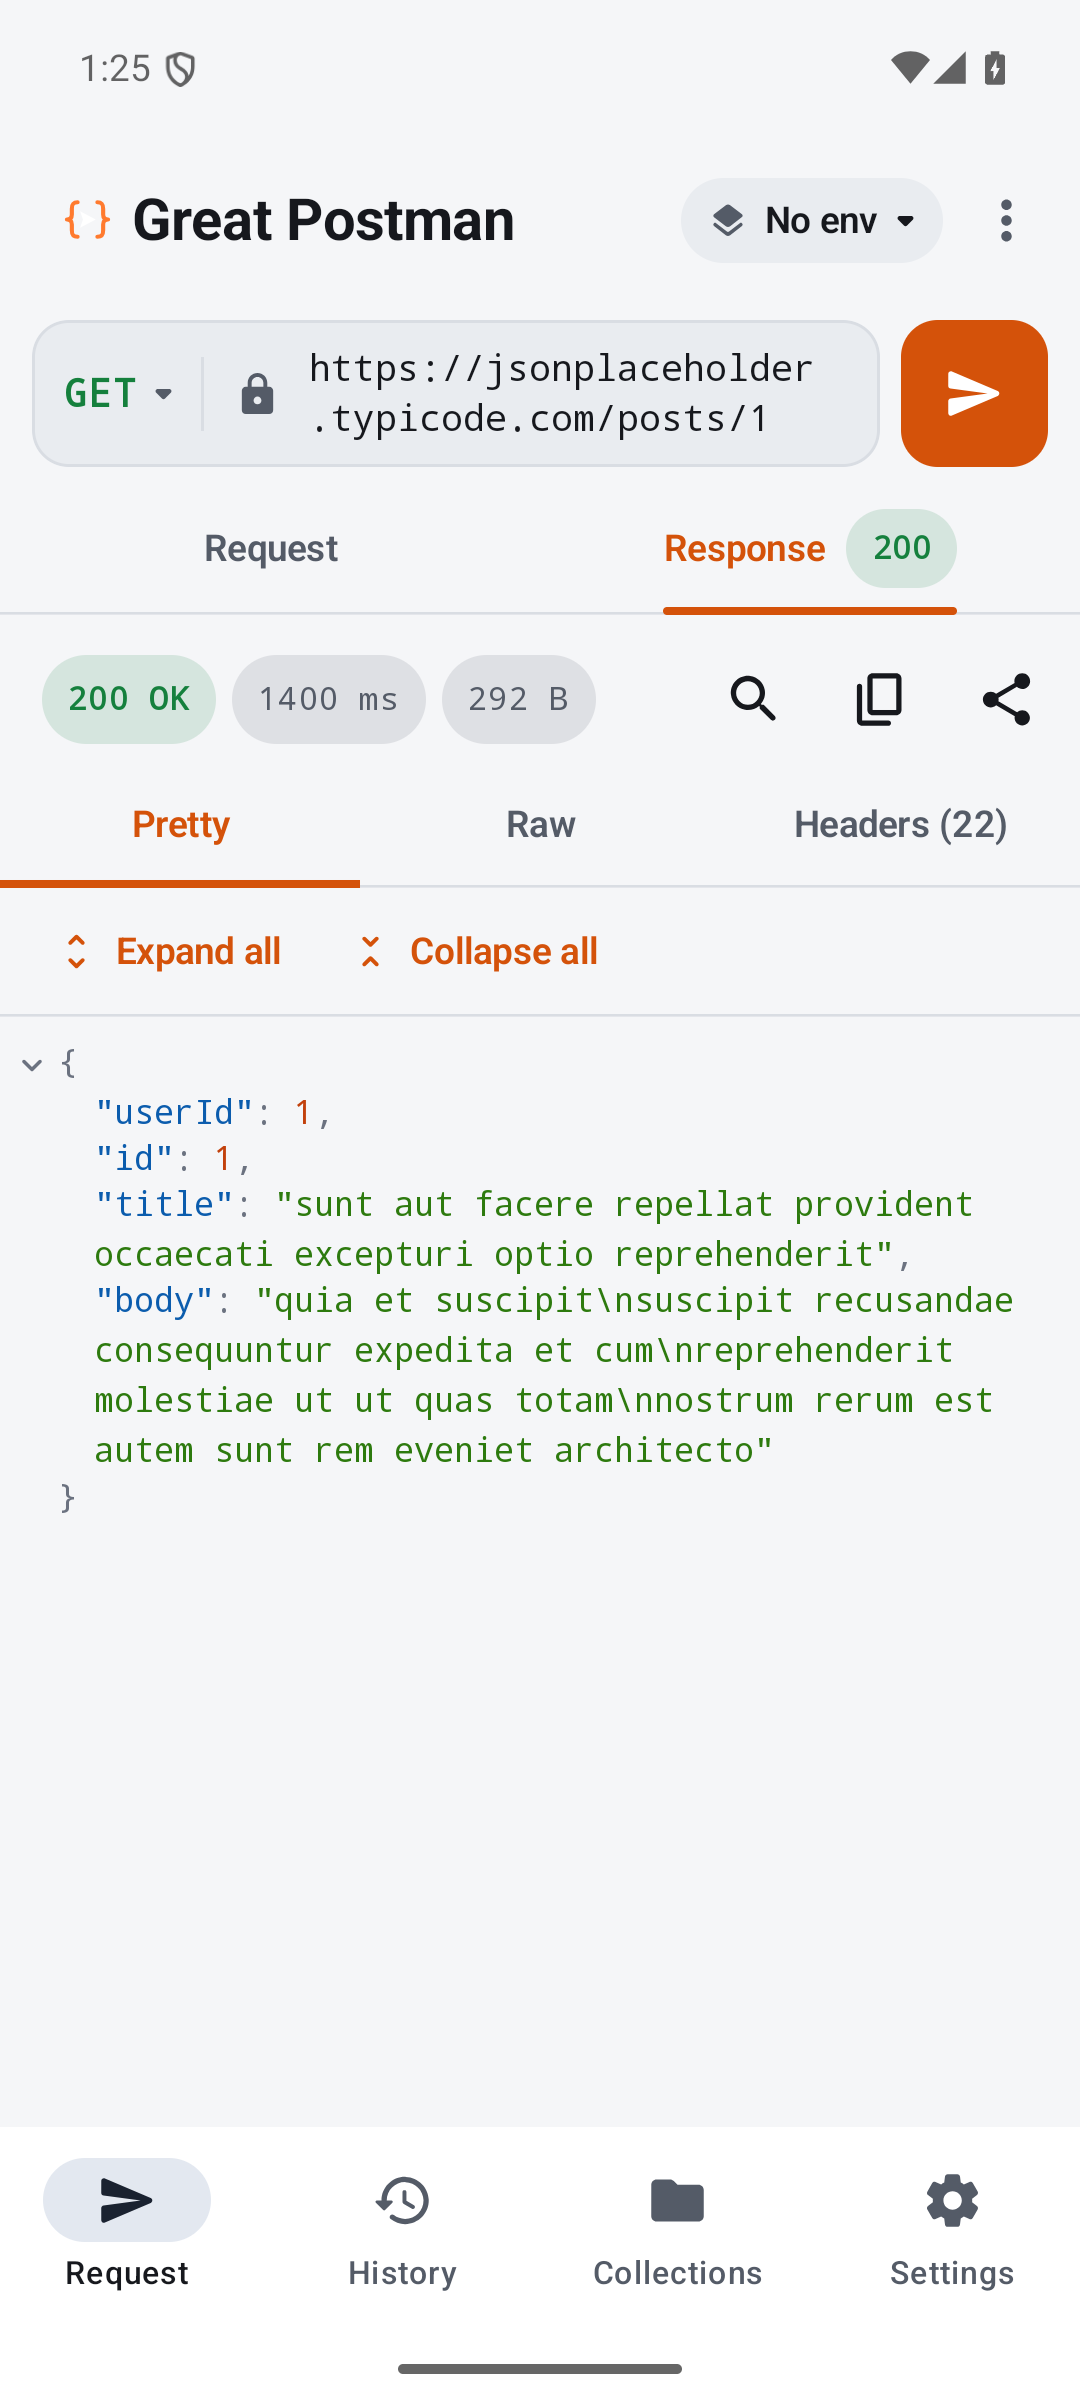 1:25
Great Postman
No env
GET
https://jsonplaceholder
.typicode.com/posts/1
Request
Response
200
200 OK
1400 ms
292 B
Pretty
Raw
Headers (22)
Expand all
Collapse all
{
"userId": 1,
"id": 1,
"title": "sunt aut facere repellat provident
occaecati excepturi optio reprehenderit",
"body": "quia et suscipit\nsuscipit recusandae
consequuntur expedita et cum\nreprehenderit
molestiae ut ut quas totam\nnostrum rerum est
autem sunt rem eveniet architecto"
}
Request
History
Collections
Settings